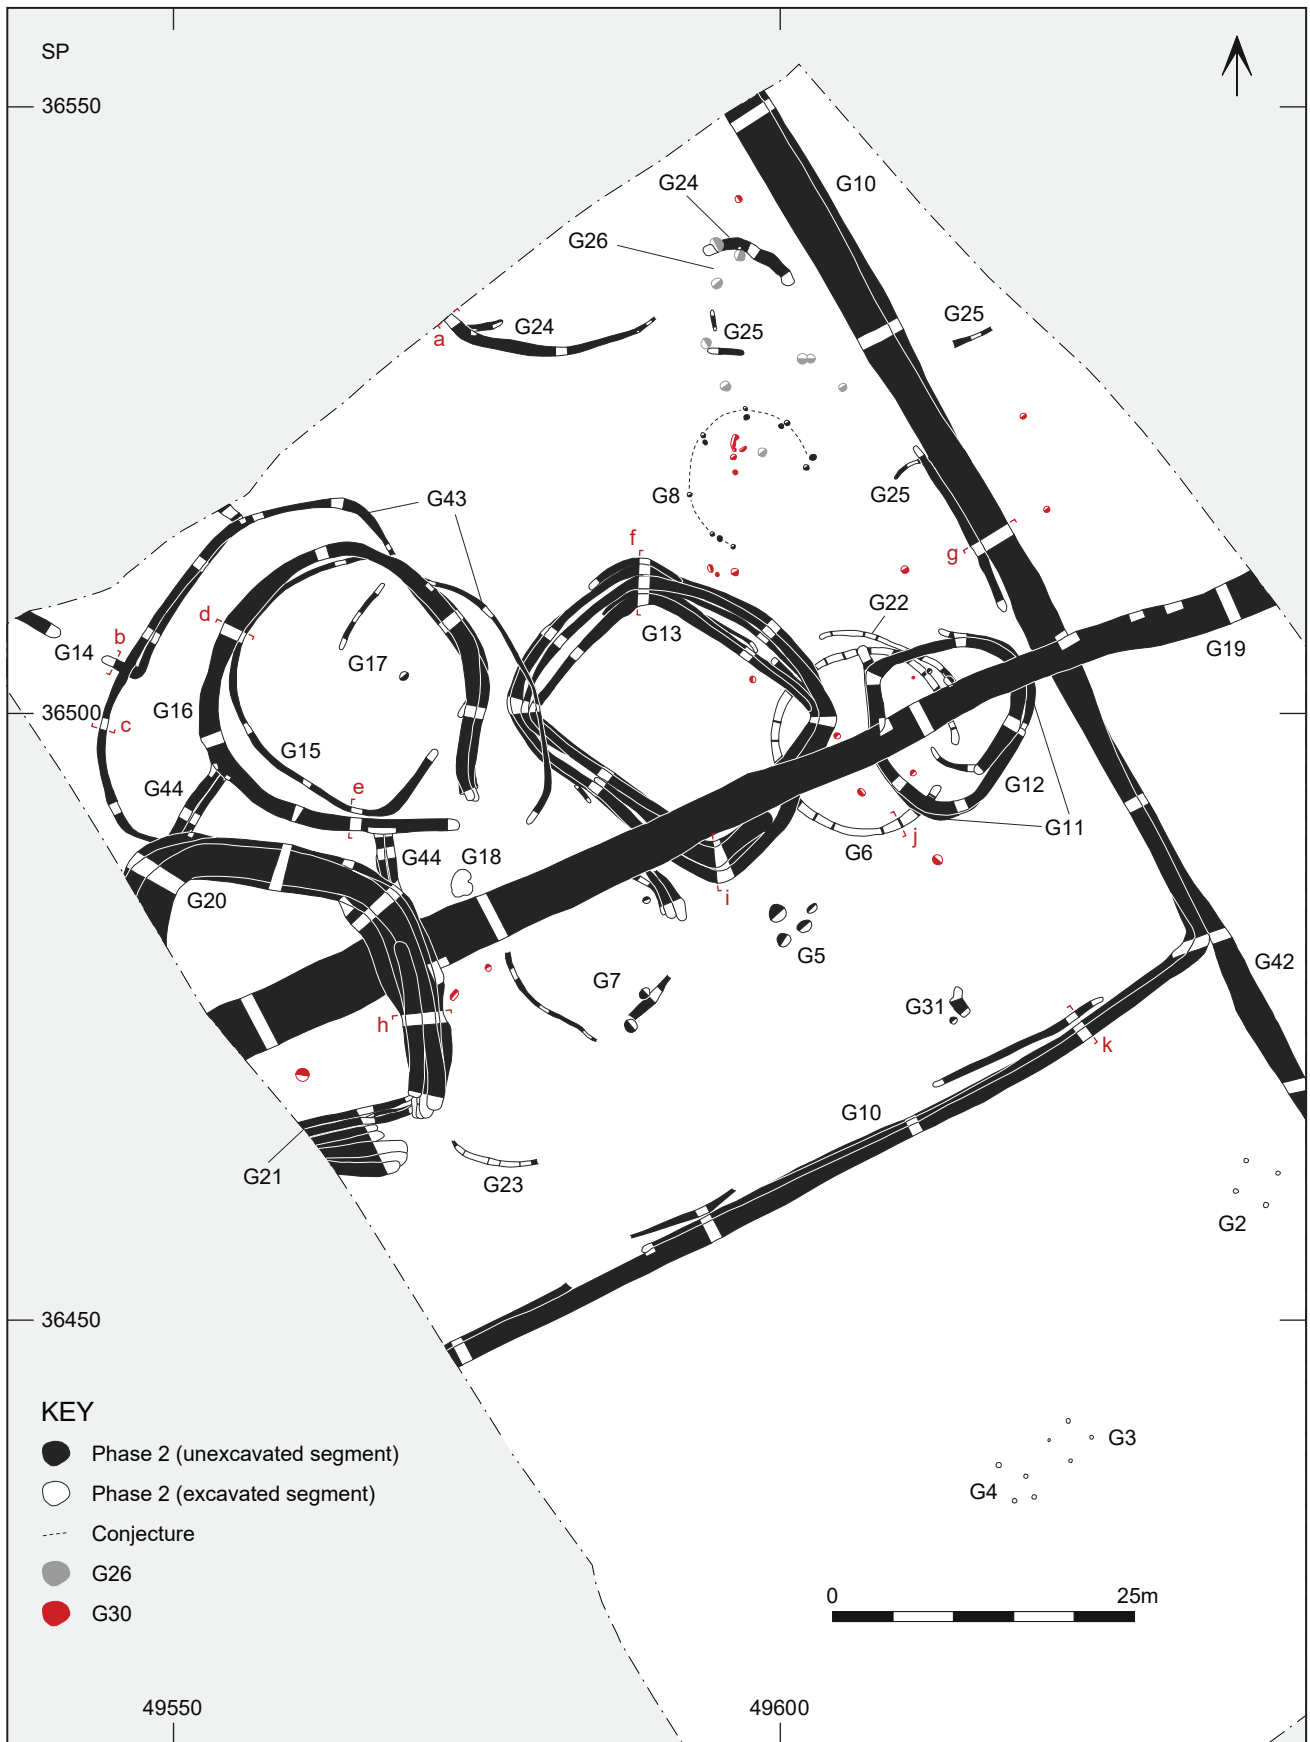 SP
36550
G10
G24
G26
G24
G25
G25
a
G43
G8
G25
f
g
d
G22
b
G13
G14
G17
G19
36500
c
G16
G15
G12
e
G44
G11
j
G6
G44
G18
G20
i
G5
G42
G7
G31
h
k
G10
G21
G23
G2
36450
KEY
G3
Phase 2 (unexcavated segment)
G4
Phase 2 (excavated segment)
Conjecture
G26
0 25m
G30
49550 49600